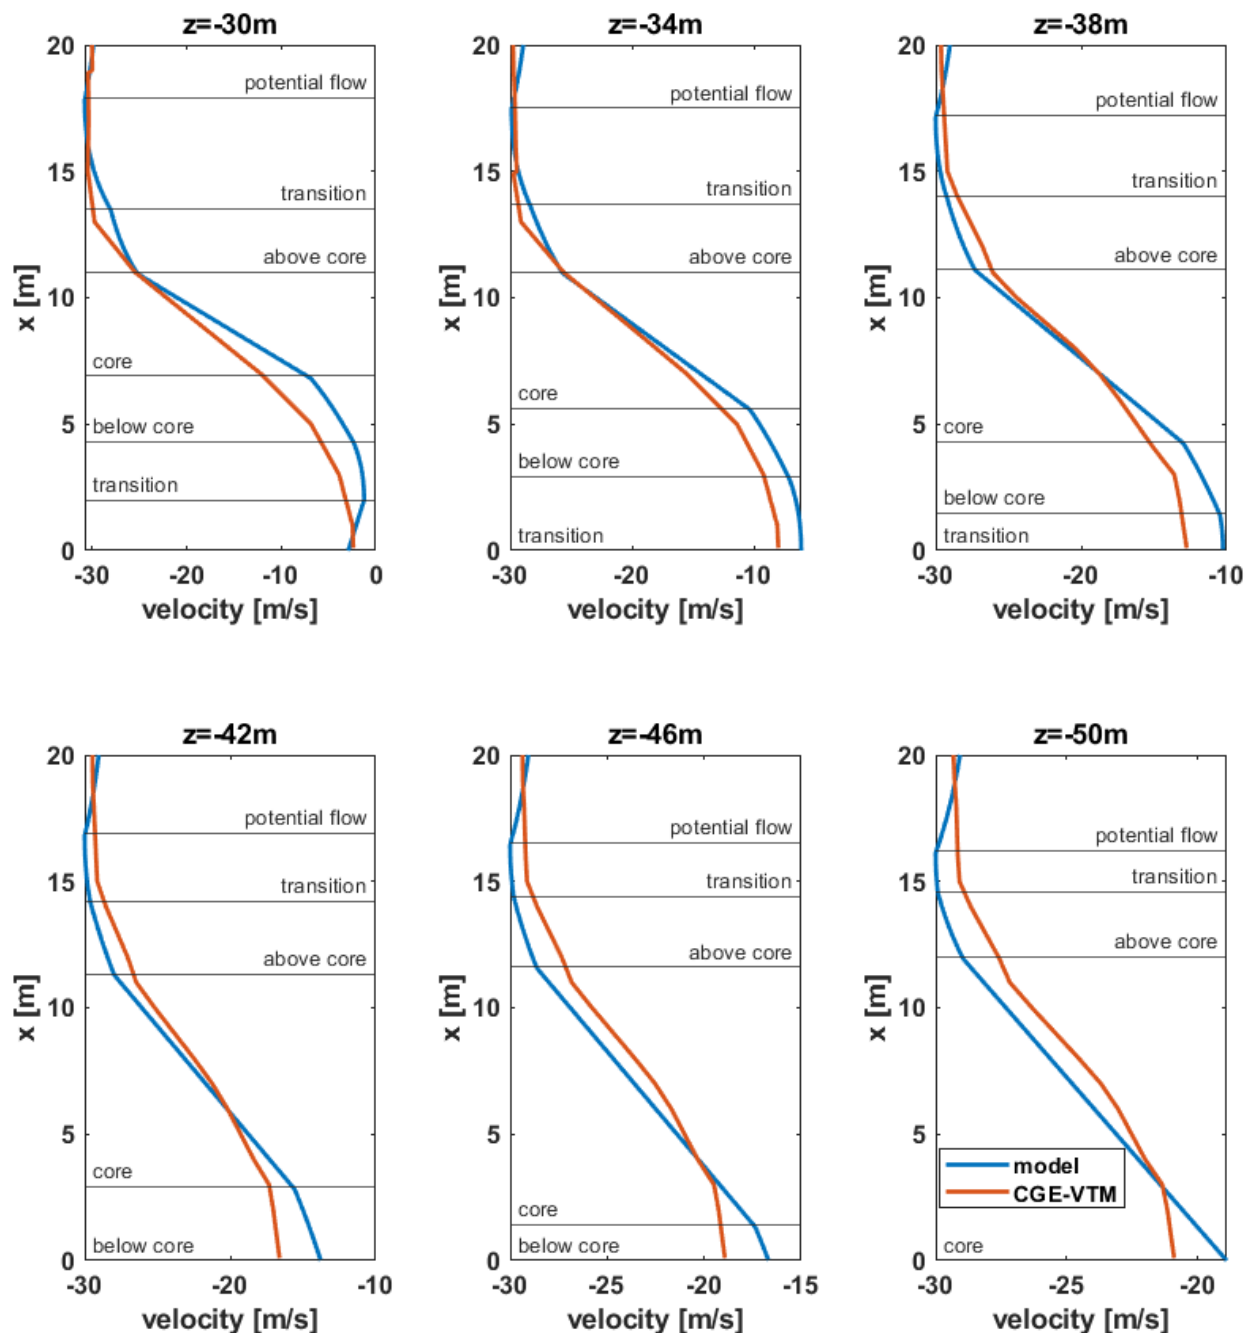 z=-30m
20
15
10
5
0
x [m]
potential flow
transition
above core
core
below core
transition
-30 -20 -10 0
velocity [m/s]
z=-34m
20
15
10
5
0
x [m]
potential flow
transition
above core
core
below core
transition
-30 -20 -10
velocity [m/s]
z=-38m
20
15
10
5
0
x [m]
potential flow
transition
above core
core
below core
transition
-30 -20 -10
velocity [m/s]
z=-42m
20
15
10
5
0
x [m]
potential flow
transition
above core
core
below core
-30 -20 -10
velocity [m/s]
z=-46m
20
15
10
5
0
x [m]
potential flow
transition
above core
core
below core
-30 -25 -20 -15
velocity [m/s]
z=-50m
20
15
10
5
0
x [m]
potential flow
transition
above core
model
CGE-VTM
core
-30 -25 -20
velocity [m/s]